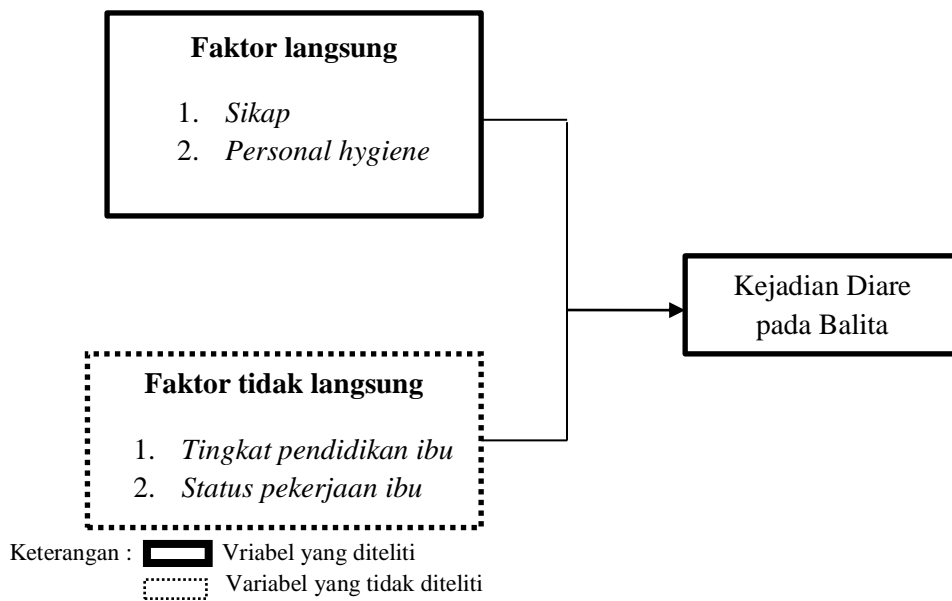 Faktor langsung
1. Sikap
2. Personal hygiene
Kejadian Diare
pada Balita
Faktor tidak langsung
1. Tingkat pendidikan ibu
2. Status pekerjaan ibu
Keterangan : Vriabel yang diteliti
Variabel yang tidak diteliti